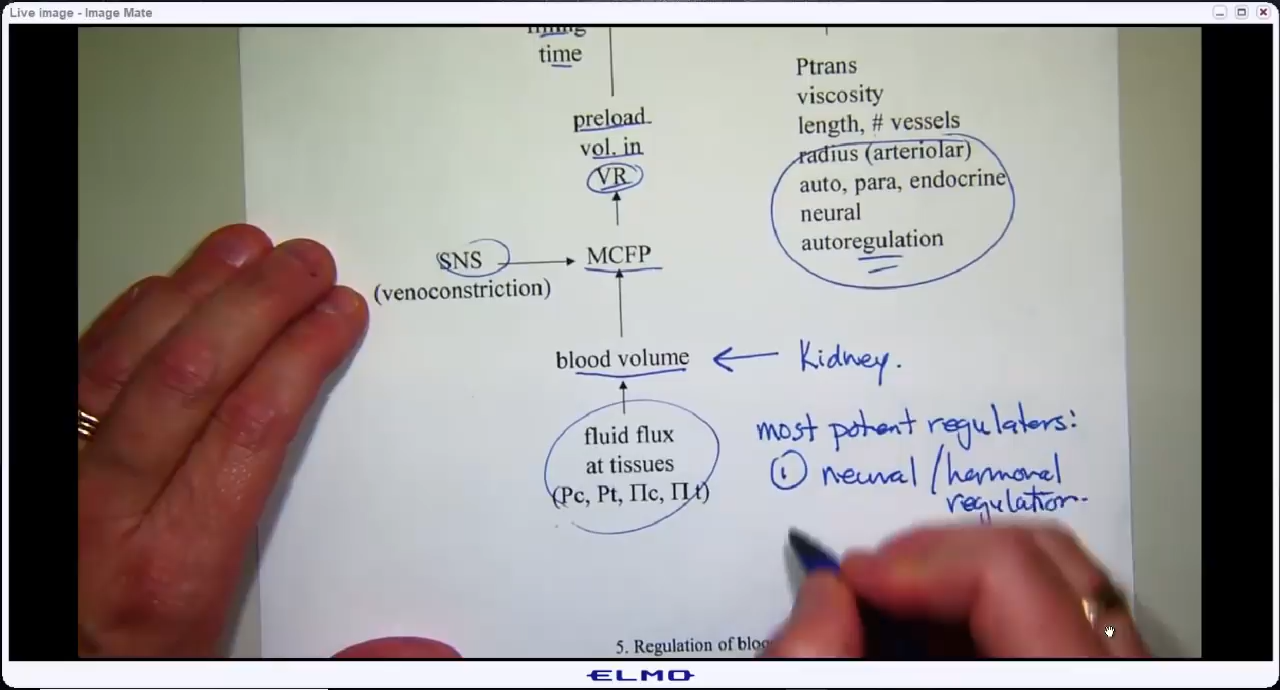 Live image - Image Mate
time
preload
vol. in
VR
SNS
(venoconstriction)
MCFP
blood volume
fluid flux
at tissues
(Pc, Pt, Πc, Πt)
Ptrans
viscosity
length, # vessels
radius (arteriolar)
auto, para, endocrine
neural
autoregulation
← Kidney.
most potent regulaters:
① neural / hormonal
regulation.
5. Regulation of
ELMO